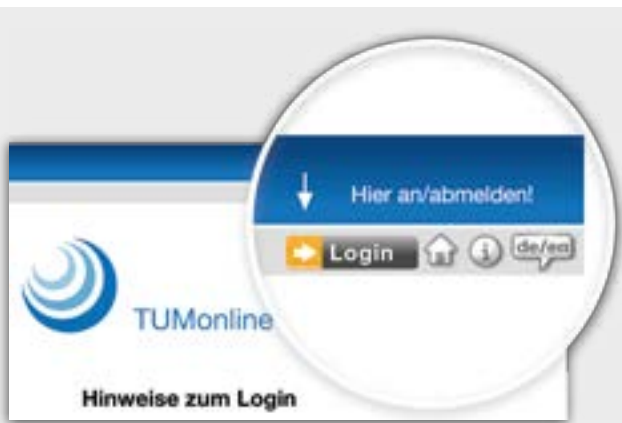 Hier an/abmelden!
Login
de/en
TUMonline
Hinweise zum Login